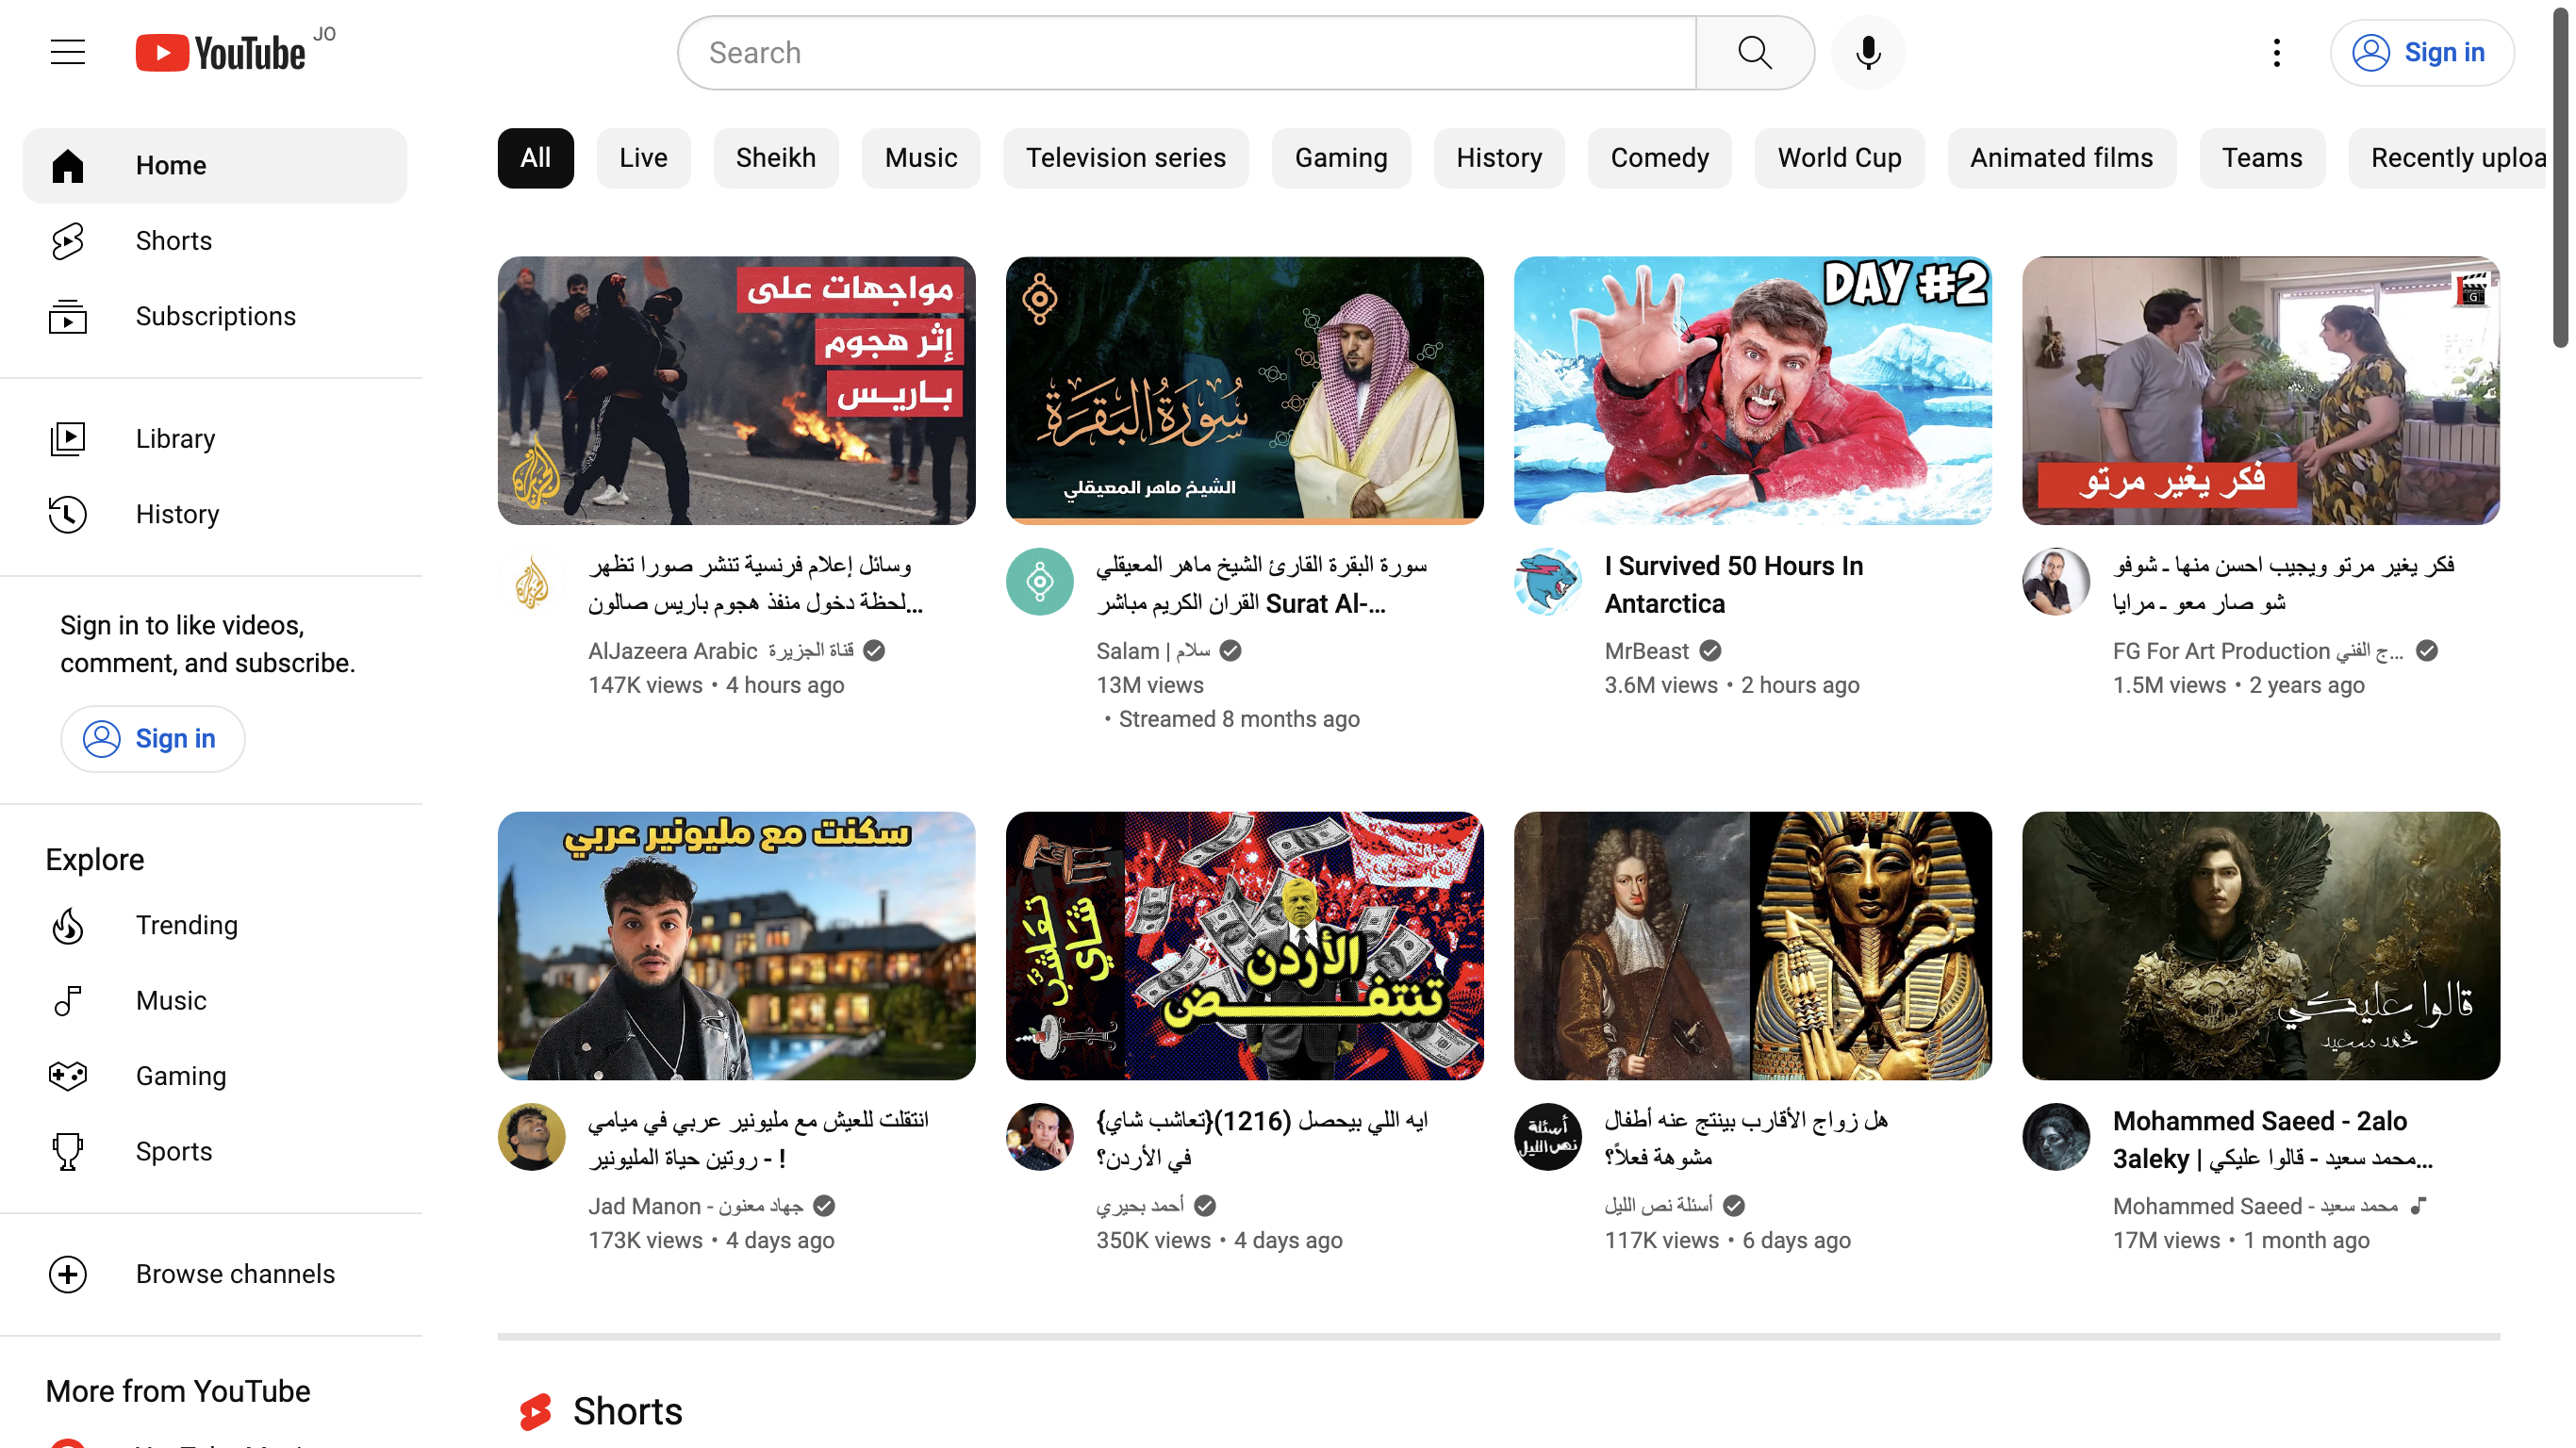 YouTube JO
Search
Sign in
Home
Shorts
Subscriptions
Library
History
Sign in to like videos,
comment, and subscribe.
Sign in
Explore
Trending
Music
Gaming
Sports
Browse channels
More from YouTube
All
Live
Sheikh
Music
Television series
Gaming
History
Comedy
World Cup
Animated films
Teams
Recently uploa
مواجهات على
إثر هجوم
باريس
الجزيرة
وسائل إعلام فرنسية تنشر صورا تظهر
لحظة دخول منفذ هجوم باريس صالون...
AlJazeera Arabic قناة الجزيرة
147K views • 4 hours ago
سورة البقرة
الشيخ ماهر المعيقلي
سورة البقرة القارئ الشيخ ماهر المعيقلي
القران الكريم مباشر Surat Al-...
Salam | سلام
13M views
• Streamed 8 months ago
DAY #2
I Survived 50 Hours In
Antarctica
MrBeast
3.6M views • 2 hours ago
G
فكر يغير مرتو
فكر يغير مرتو ويجيب احسن منها ـ شوفو
شو صار معو ـ مرايا
FG For Art Production ج الفني...
1.5M views • 2 years ago
سكنت مع مليونير عربي
انتقلت للعيش مع مليونير عربي في ميامي
! - روتين حياة المليونير
Jad Manon - جهاد معنون
173K views • 4 days ago
تعاشب شاي
الأردن
تنتفــــض
ايه اللي بيحصل (1216){تعاشب شاي}
في الأردن؟
أحمد بحيري
350K views • 4 days ago
أسئلة
نص الليل
هل زواج الأقارب بينتج عنه أطفال
مشوهة فعلاً؟
أسئلة نص الليل
117K views • 6 days ago
قالوا عليكي
محمد سعيد
Mohammed Saeed - 2alo
3aleky | محمد سعيد - قالوا عليكي...
Mohammed Saeed - محمد سعيد
17M views • 1 month ago
Shorts